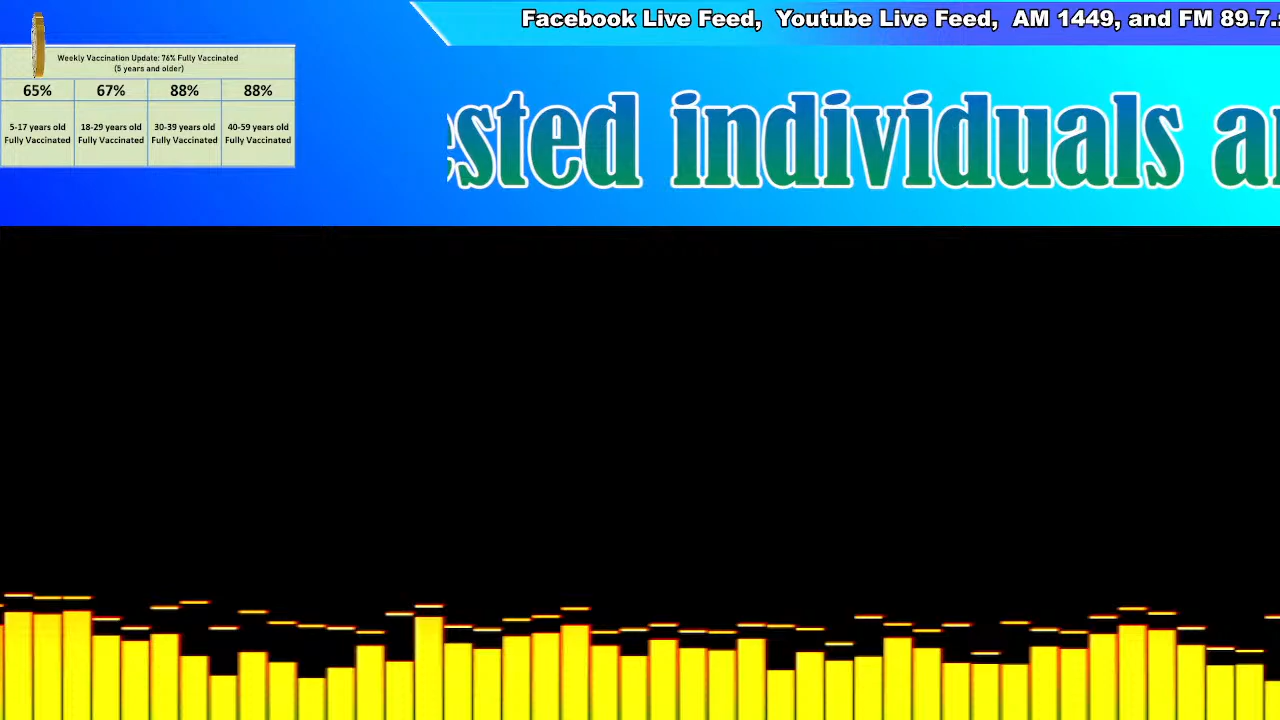 Facebook Live Feed, Youtube Live Feed, AM 1449, and FM 89.7.
Weekly Vaccination Update: 76% Fully Vaccinated
(5 years and older)
65% 67% 88% 88%
5-17 years old 18-29 years old 30-39 years old 40-59 years old
Fully Vaccinated Fully Vaccinated Fully Vaccinated Fully Vaccinated
sted individuals